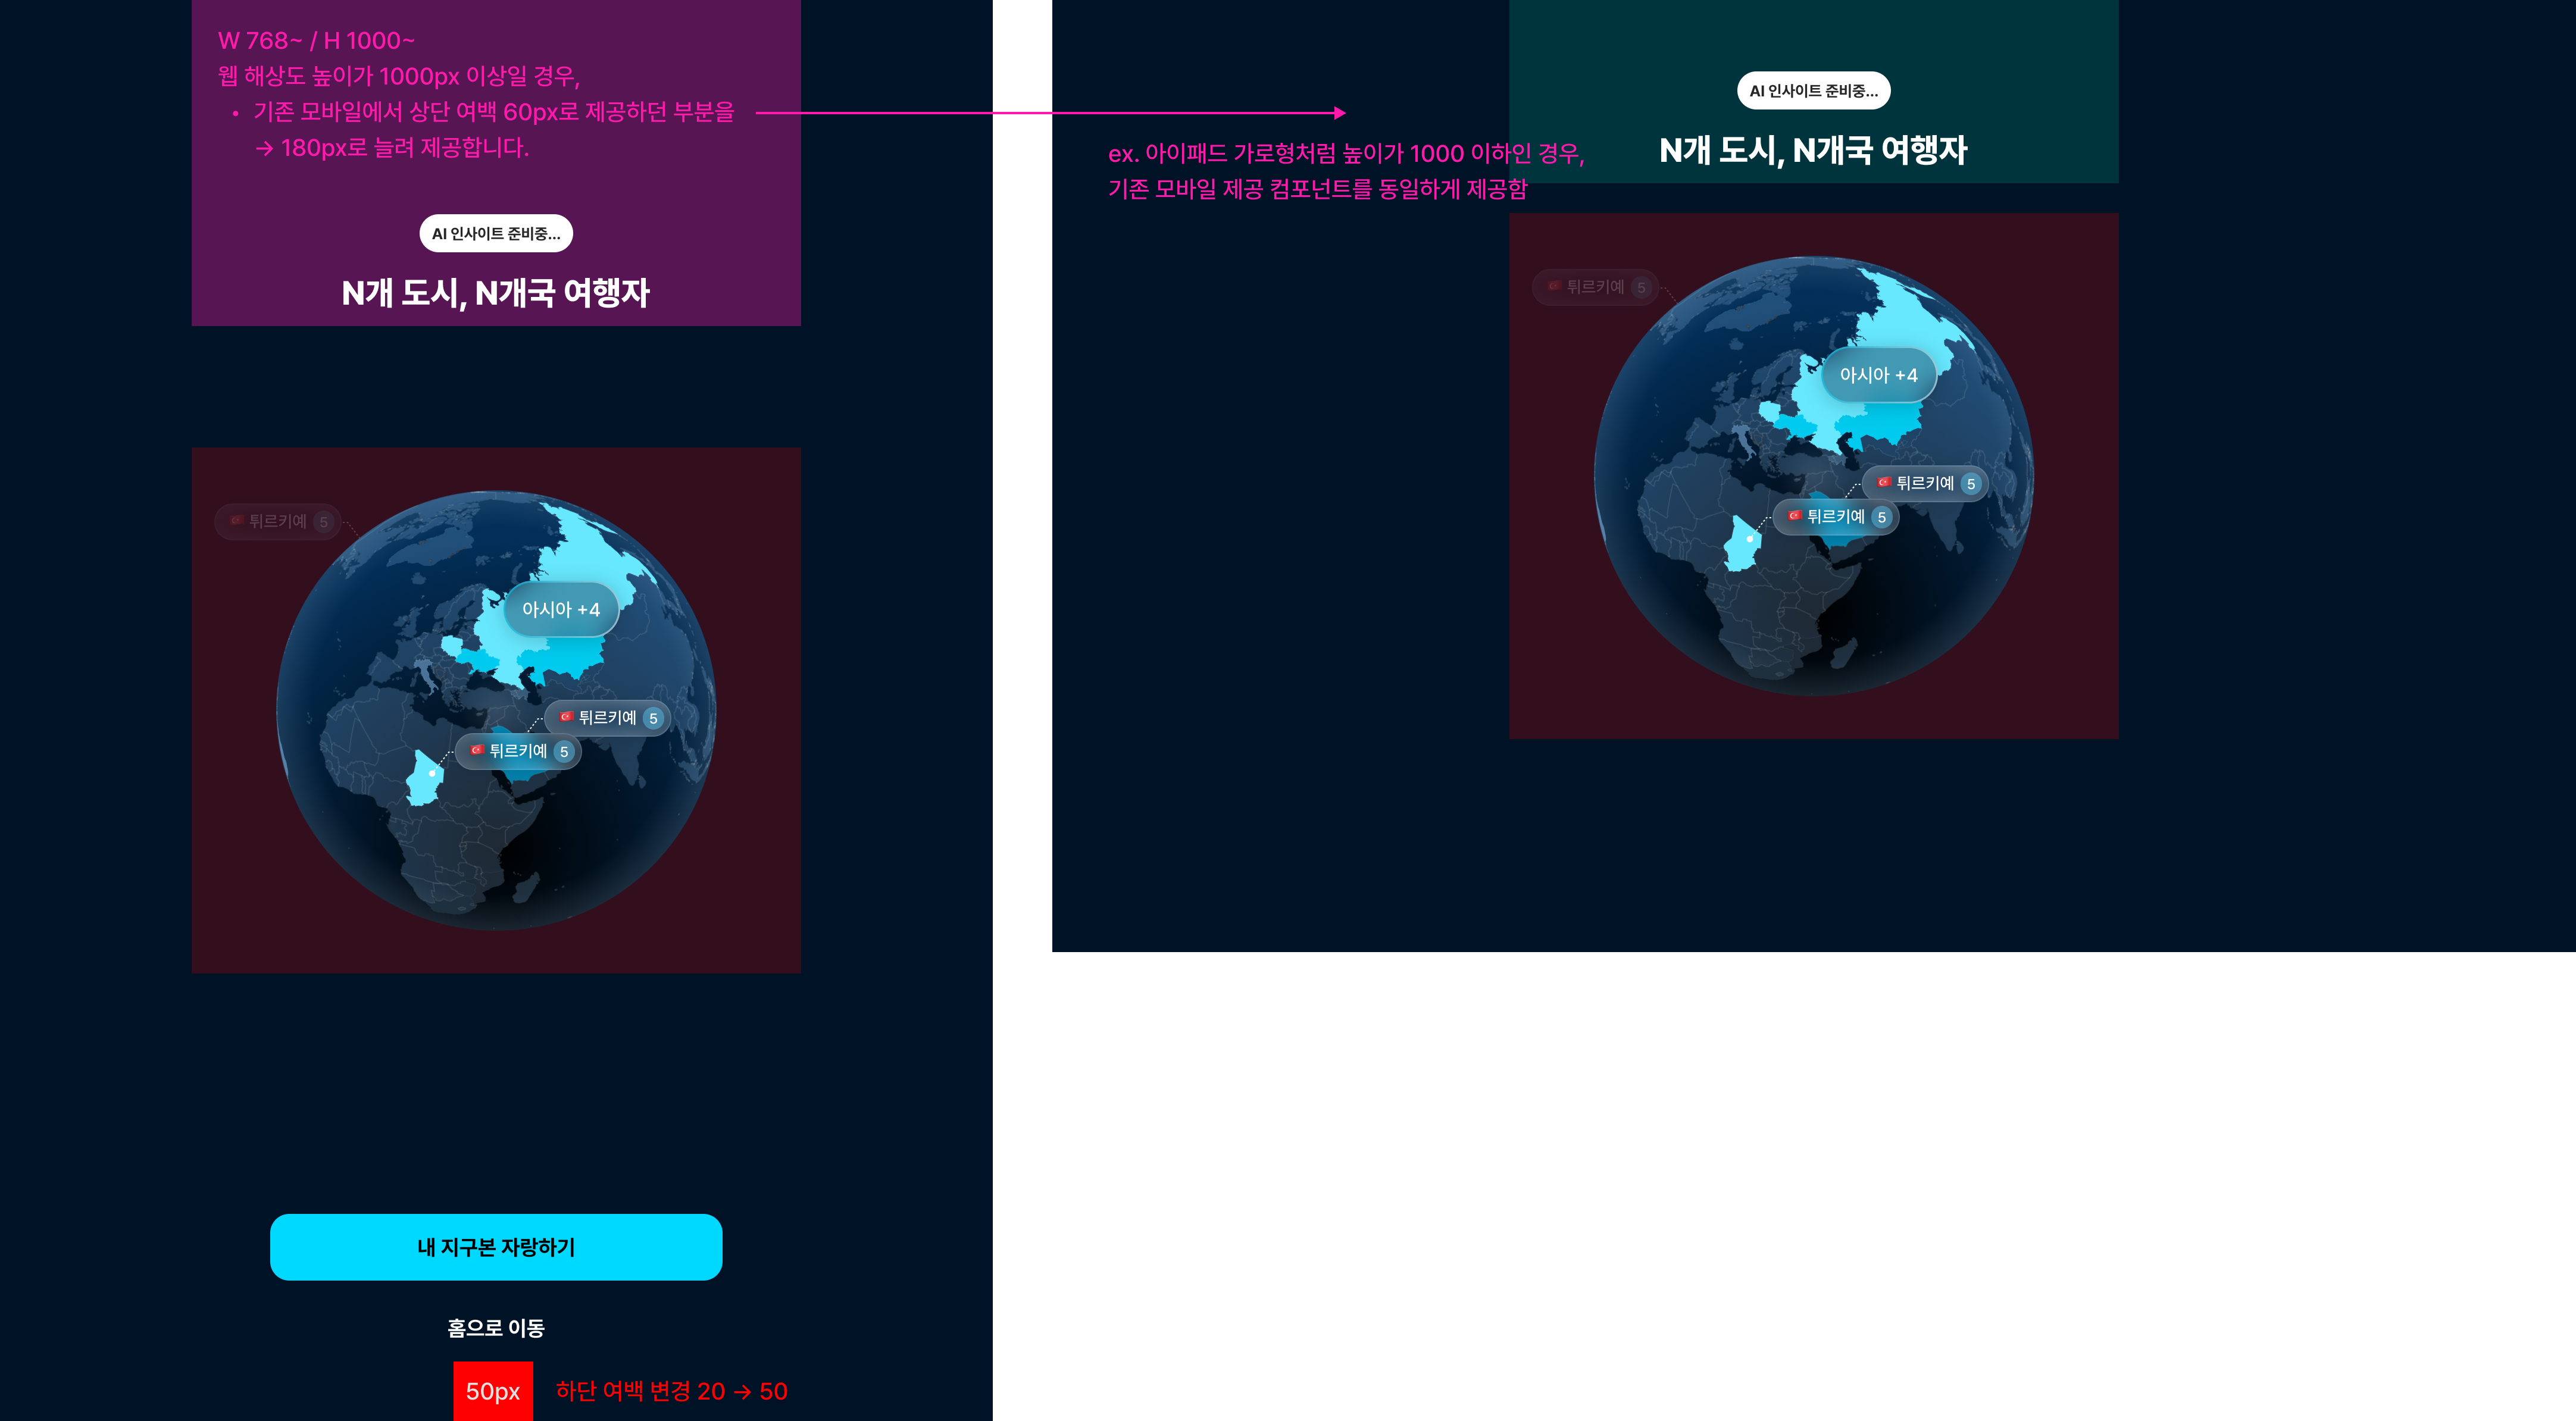 W 768~ / H 1000~
웹 해상도 높이가 1000px 이상일 경우,
• 기존 모바일에서 상단 여백 60px로 제공하던 부분을
→ 180px로 늘려 제공합니다.
AI 인사이트 준비중...
N개 도시, N개국 여행자
튀르키예 5
아시아 +4
튀르키예 5
튀르키예 5
내 지구본 자랑하기
홈으로 이동
50px
하단 여백 변경 20 → 50
AI 인사이트 준비중...
N개 도시, N개국 여행자
ex. 아이패드 가로형처럼 높이가 1000 이하인 경우,
기존 모바일 제공 컴포넌트를 동일하게 제공함
튀르키예 5
아시아 +4
튀르키예 5
튀르키예 5